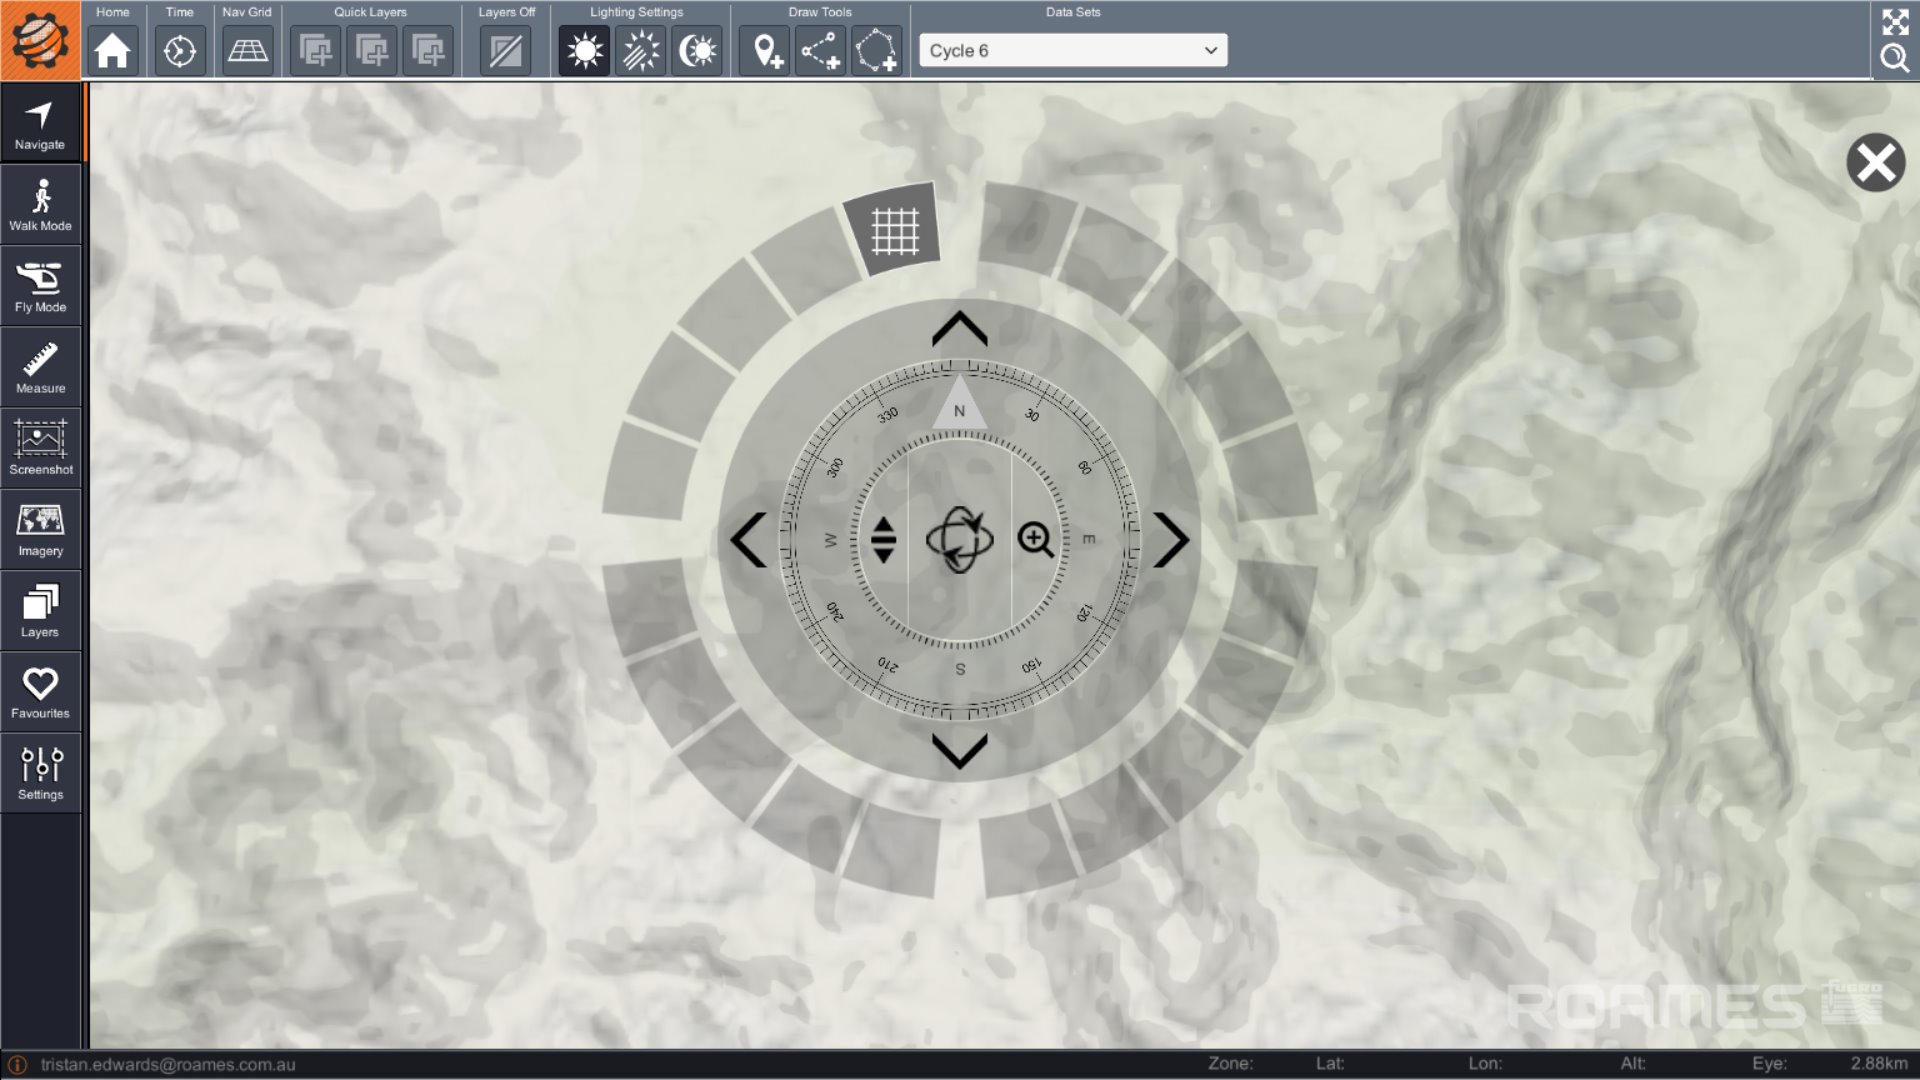 Home
Time
Nav Grid
Quick Layers
Layers Off
Lighting Settings
Draw Tools
Data Sets
Cycle 6
Navigate
Walk Mode
Fly Mode
Measure
Screenshot
Imagery
Layers
Favourites
Settings
N
30
60
E
120
150
S
210
240
W
300
330
ROAMES
fugro
tristan.edwards@roames.com.au
Zone:
Lat:
Lon:
Alt:
Eye:
2.88km